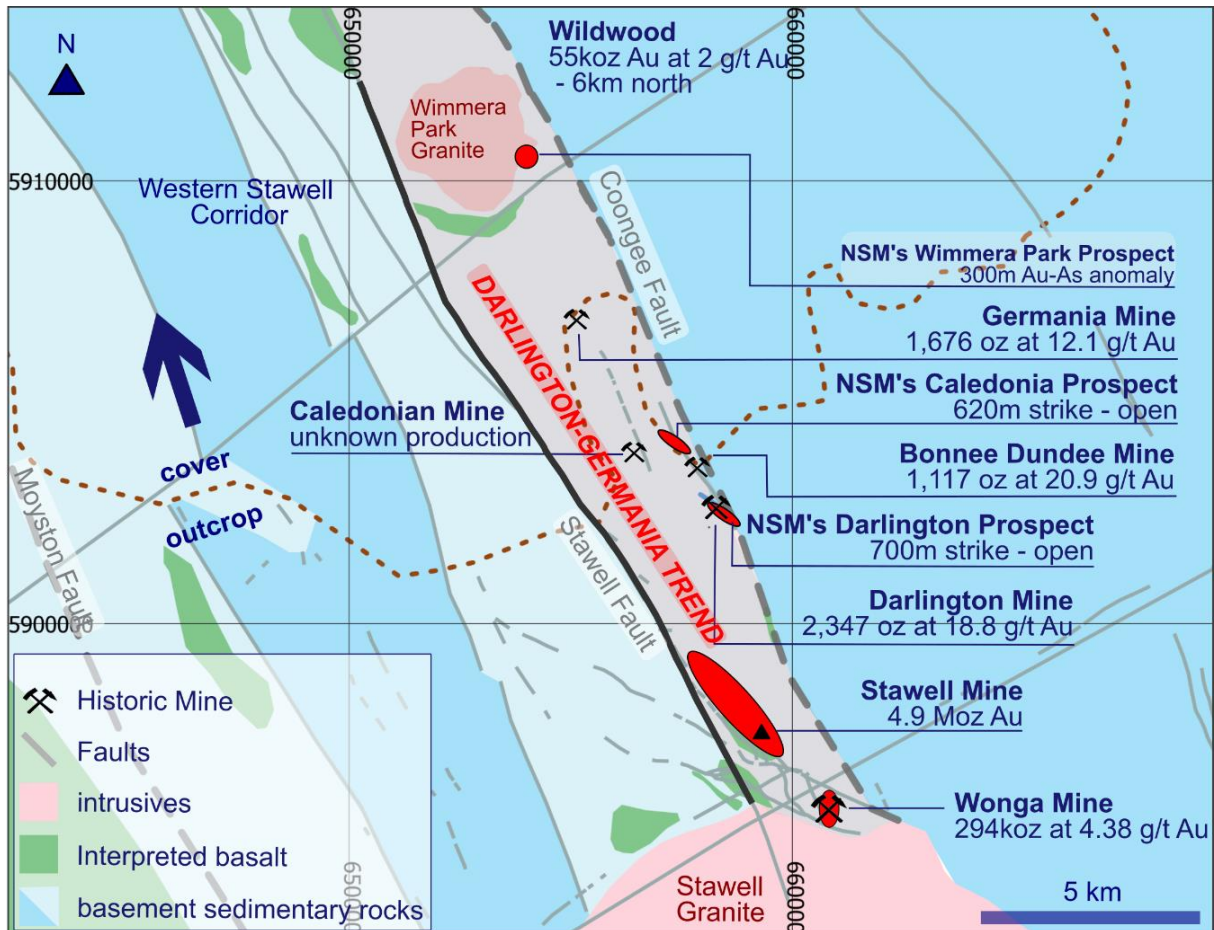 N
650000
660000
Wildwood
55koz Au at 2 g/t Au
- 6km north
Wimmera
Park
Granite
5910000
Western Stawell
Corridor
Coongee Fault
NSM's Wimmera Park Prospect
300m Au-As anomaly
DARLINGTON-GERMANIA TREND
Germania Mine
1,676 oz at 12.1 g/t Au
NSM's Caledonia Prospect
620m strike - open
Caledonian Mine
unknown production
Bonnee Dundee Mine
1,117 oz at 20.9 g/t Au
cover
outcrop
Moyston Fault
Stawell Fault
NSM's Darlington Prospect
700m strike - open
Darlington Mine
2,347 oz at 18.8 g/t Au
5900000
Stawell Mine
4.9 Moz Au
Historic Mine
Faults
intrusives
Interpreted basalt
basement sedimentary rocks
Wonga Mine
294koz at 4.38 g/t Au
Stawell
Granite
650000
660000
5 km